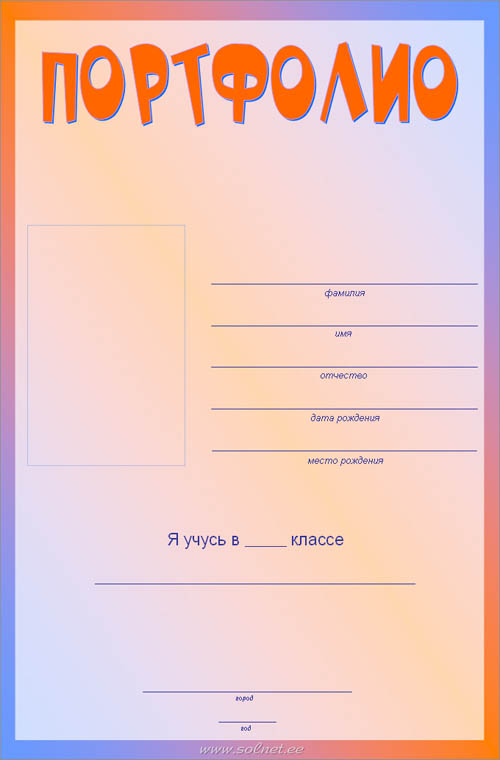 ПОРТФОЛИО
фамилия
имя
отчество
дата рождения
место рождения
Я учусь в _____ классе
город
год
www.solnet.ee